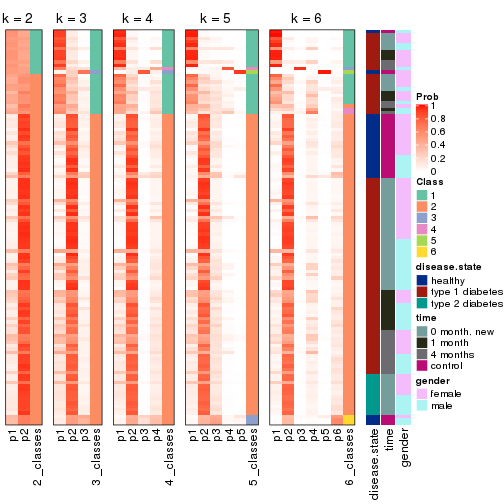 k = 2
k = 3
k = 4
k = 5
k = 6
p1
p2
2_classes
p1
p2
p3
3_classes
p1
p2
p3
p4
4_classes
p1
p2
p3
p4
p5
5_classes
p1
p2
p3
p4
p5
p6
6_classes
disease.state
time
gender
Prob
1
0.8
0.6
0.4
0.2
0
Class
1
2
3
4
5
6
disease.state
healthy
type 1 diabetes
type 2 diabetes
time
0 month. new
1 month
4 months
control
gender
female
male